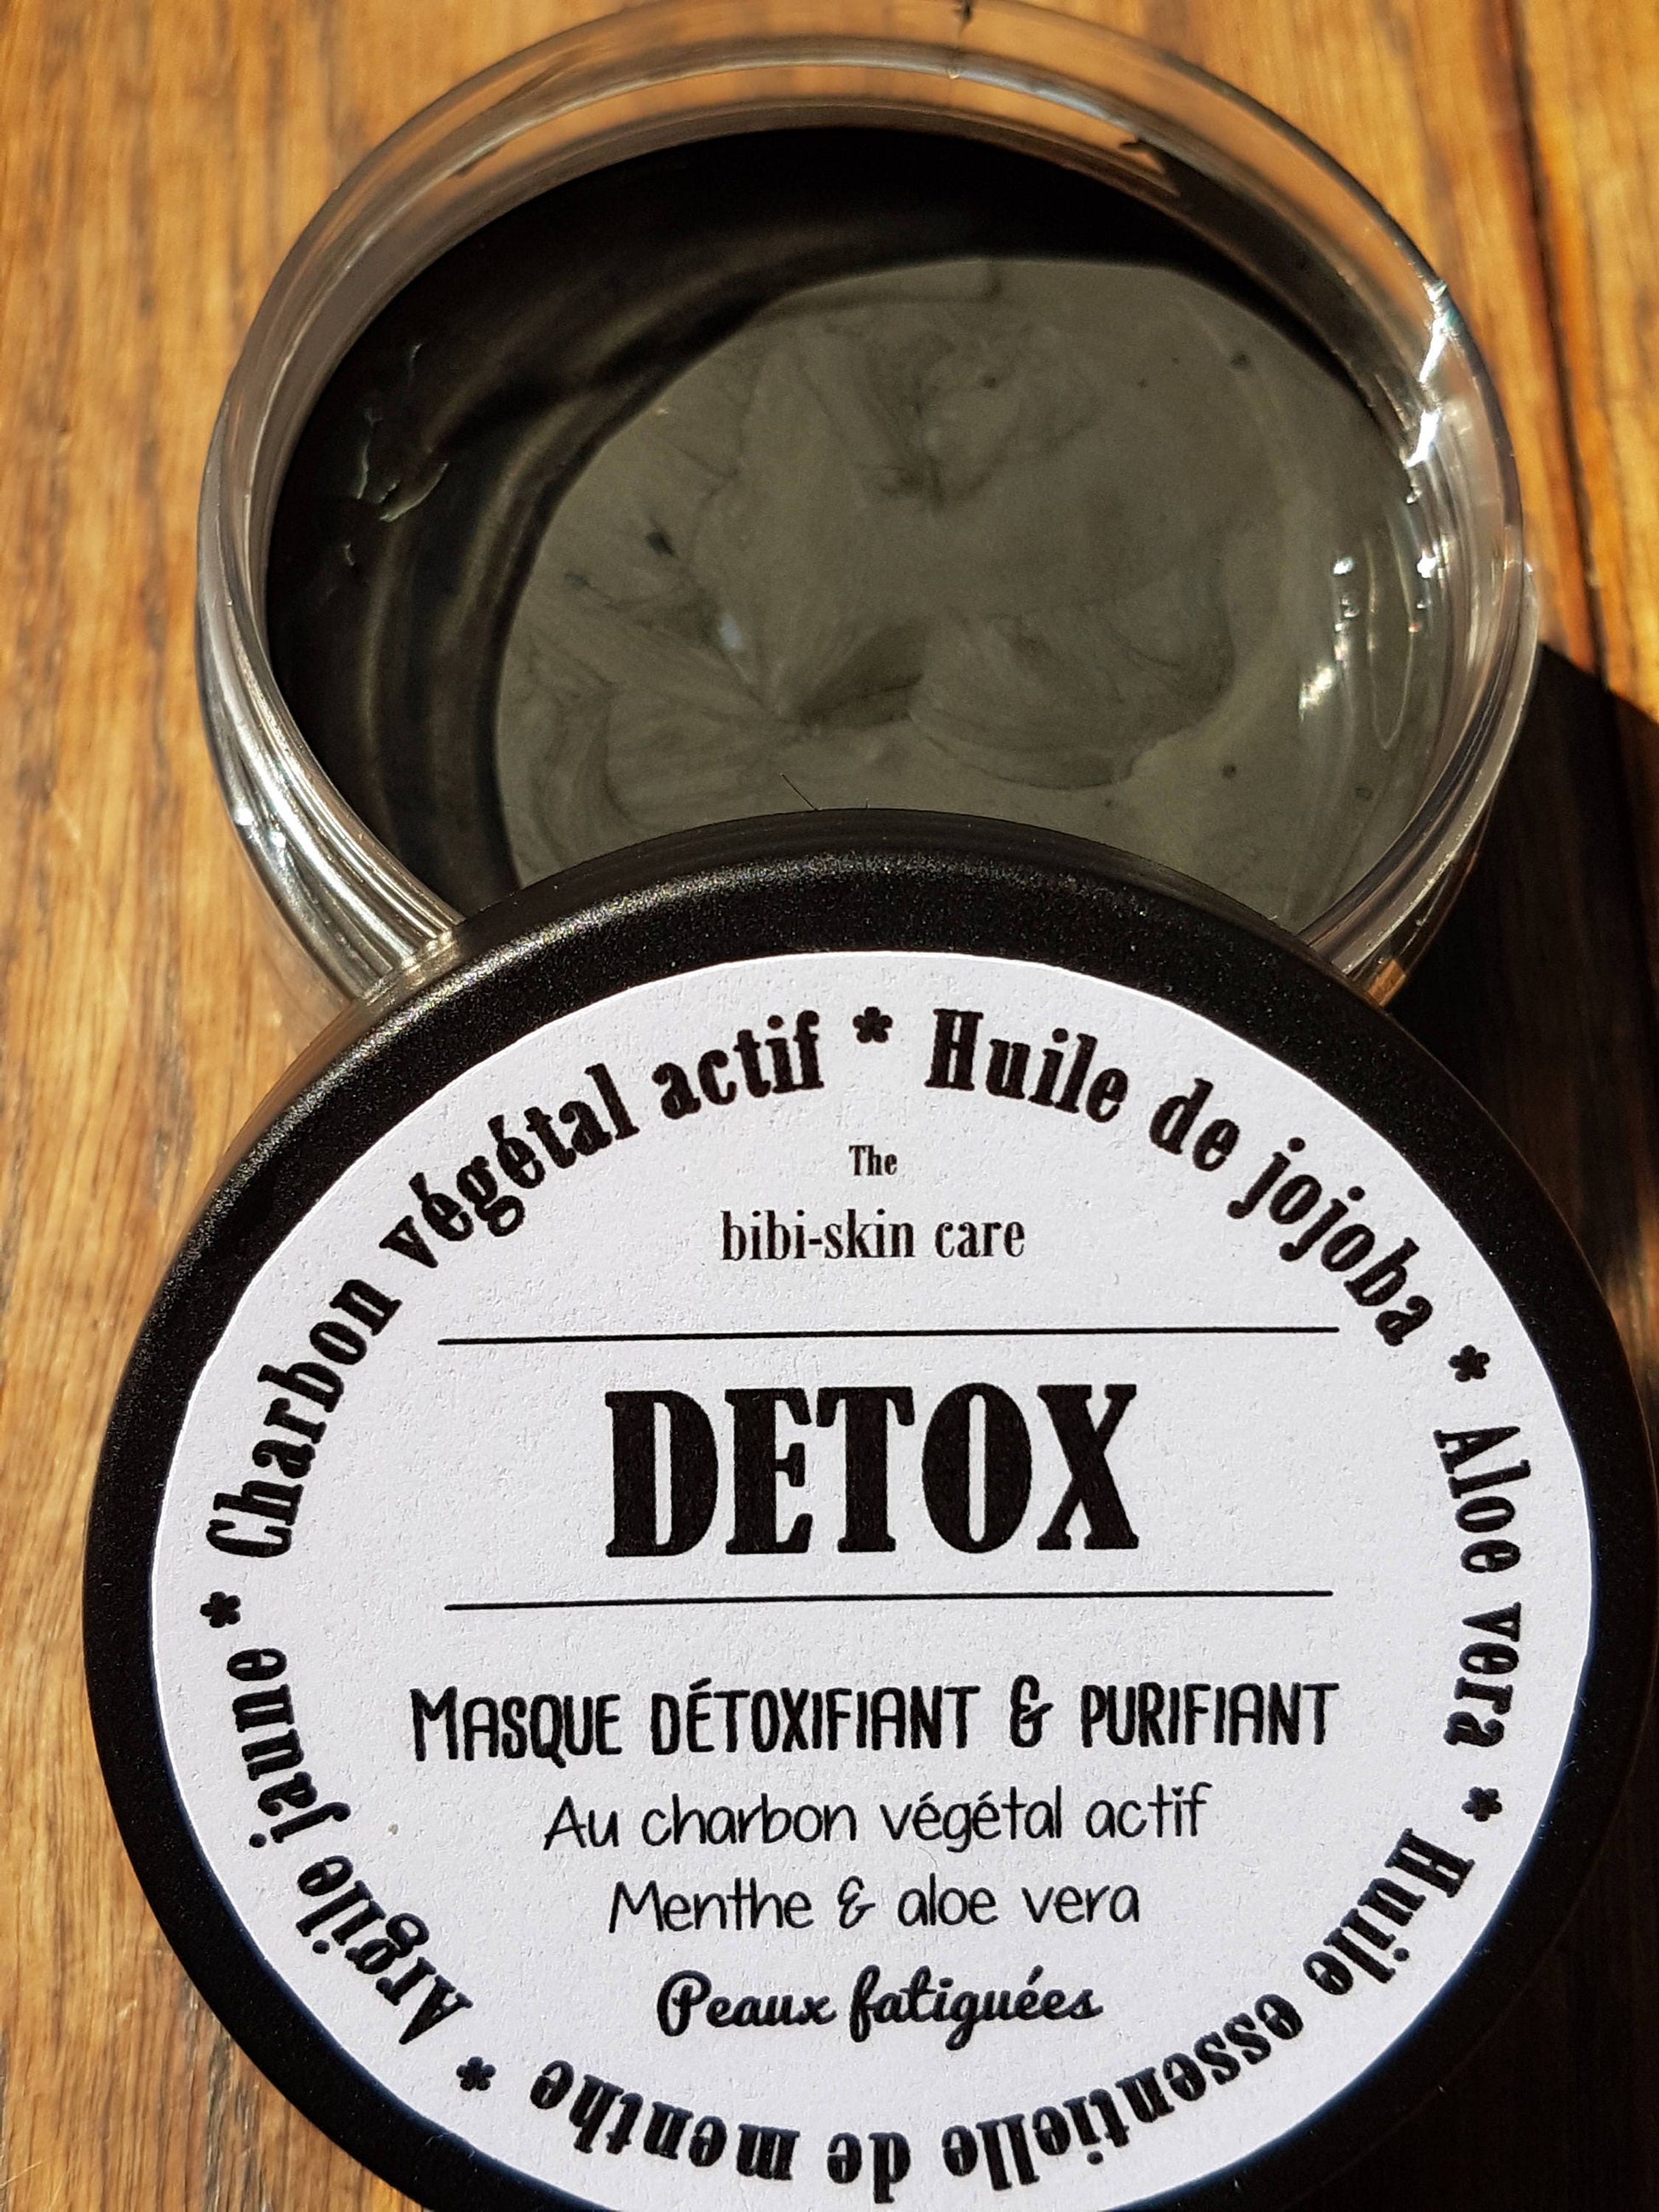 Charbon végétal actif * Huile de jojoba * Aloe vera * Huile essentielle de menthe * Argile jaune *
The
bibi-skin care
DETOX
MASQUE DÉTOXIFIANT & PURIFIANT
Au charbon végétal actif
Menthe & aloe vera
Peaux fatiguées